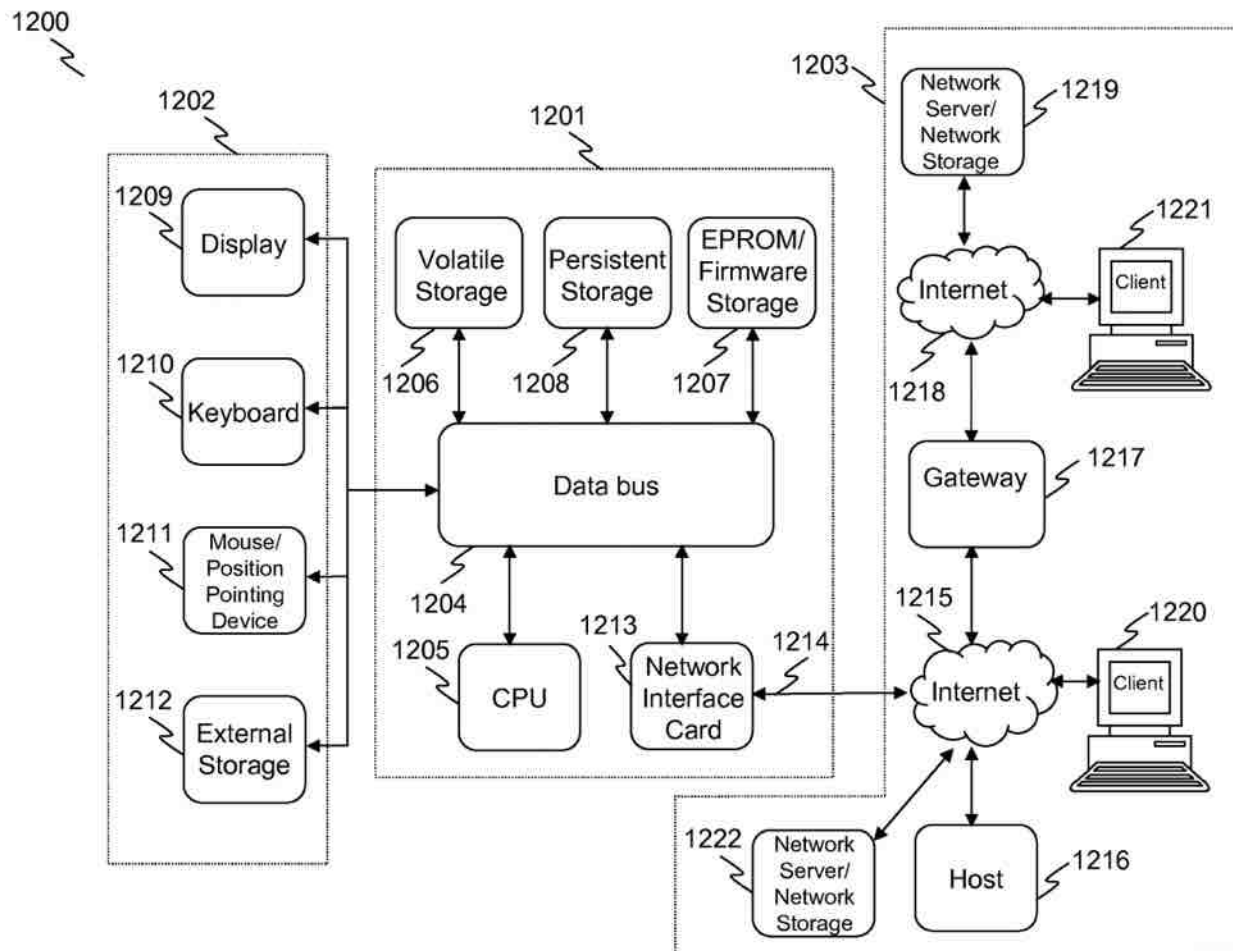 1200
1202
1201
1203
Network
Server/
Network
Storage
1219
1209
Display
Volatile
Storage
Persistent
Storage
EPROM/
Firmware
Storage
1221
Client
Internet
1206
1208
1207
1218
1210
Keyboard
Data bus
Gateway
1217
1211
Mouse/
Position
Pointing
Device
1204
1215
1220
1205
CPU
1213
Network
Interface
Card
1214
Internet
Client
1212
External
Storage
1222
Network
Server/
Network
Storage
Host
1216